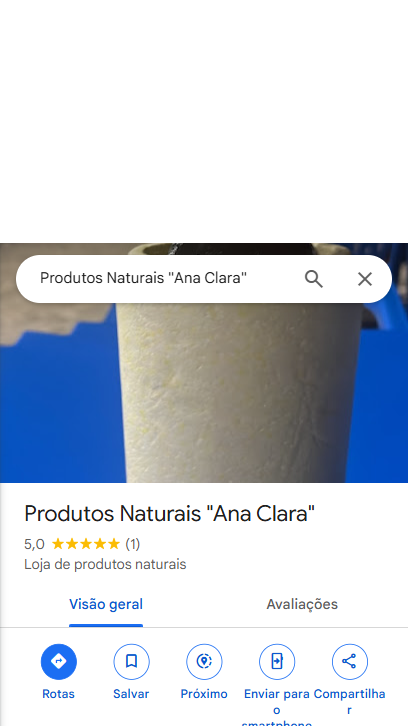 Produtos Naturais "Ana Clara"
Produtos Naturais "Ana Clara"
5,0 (1)
Loja de produtos naturais
Visão geral Avaliações
Rotas Salvar Próximo Enviar para o smartphone Compartilhar